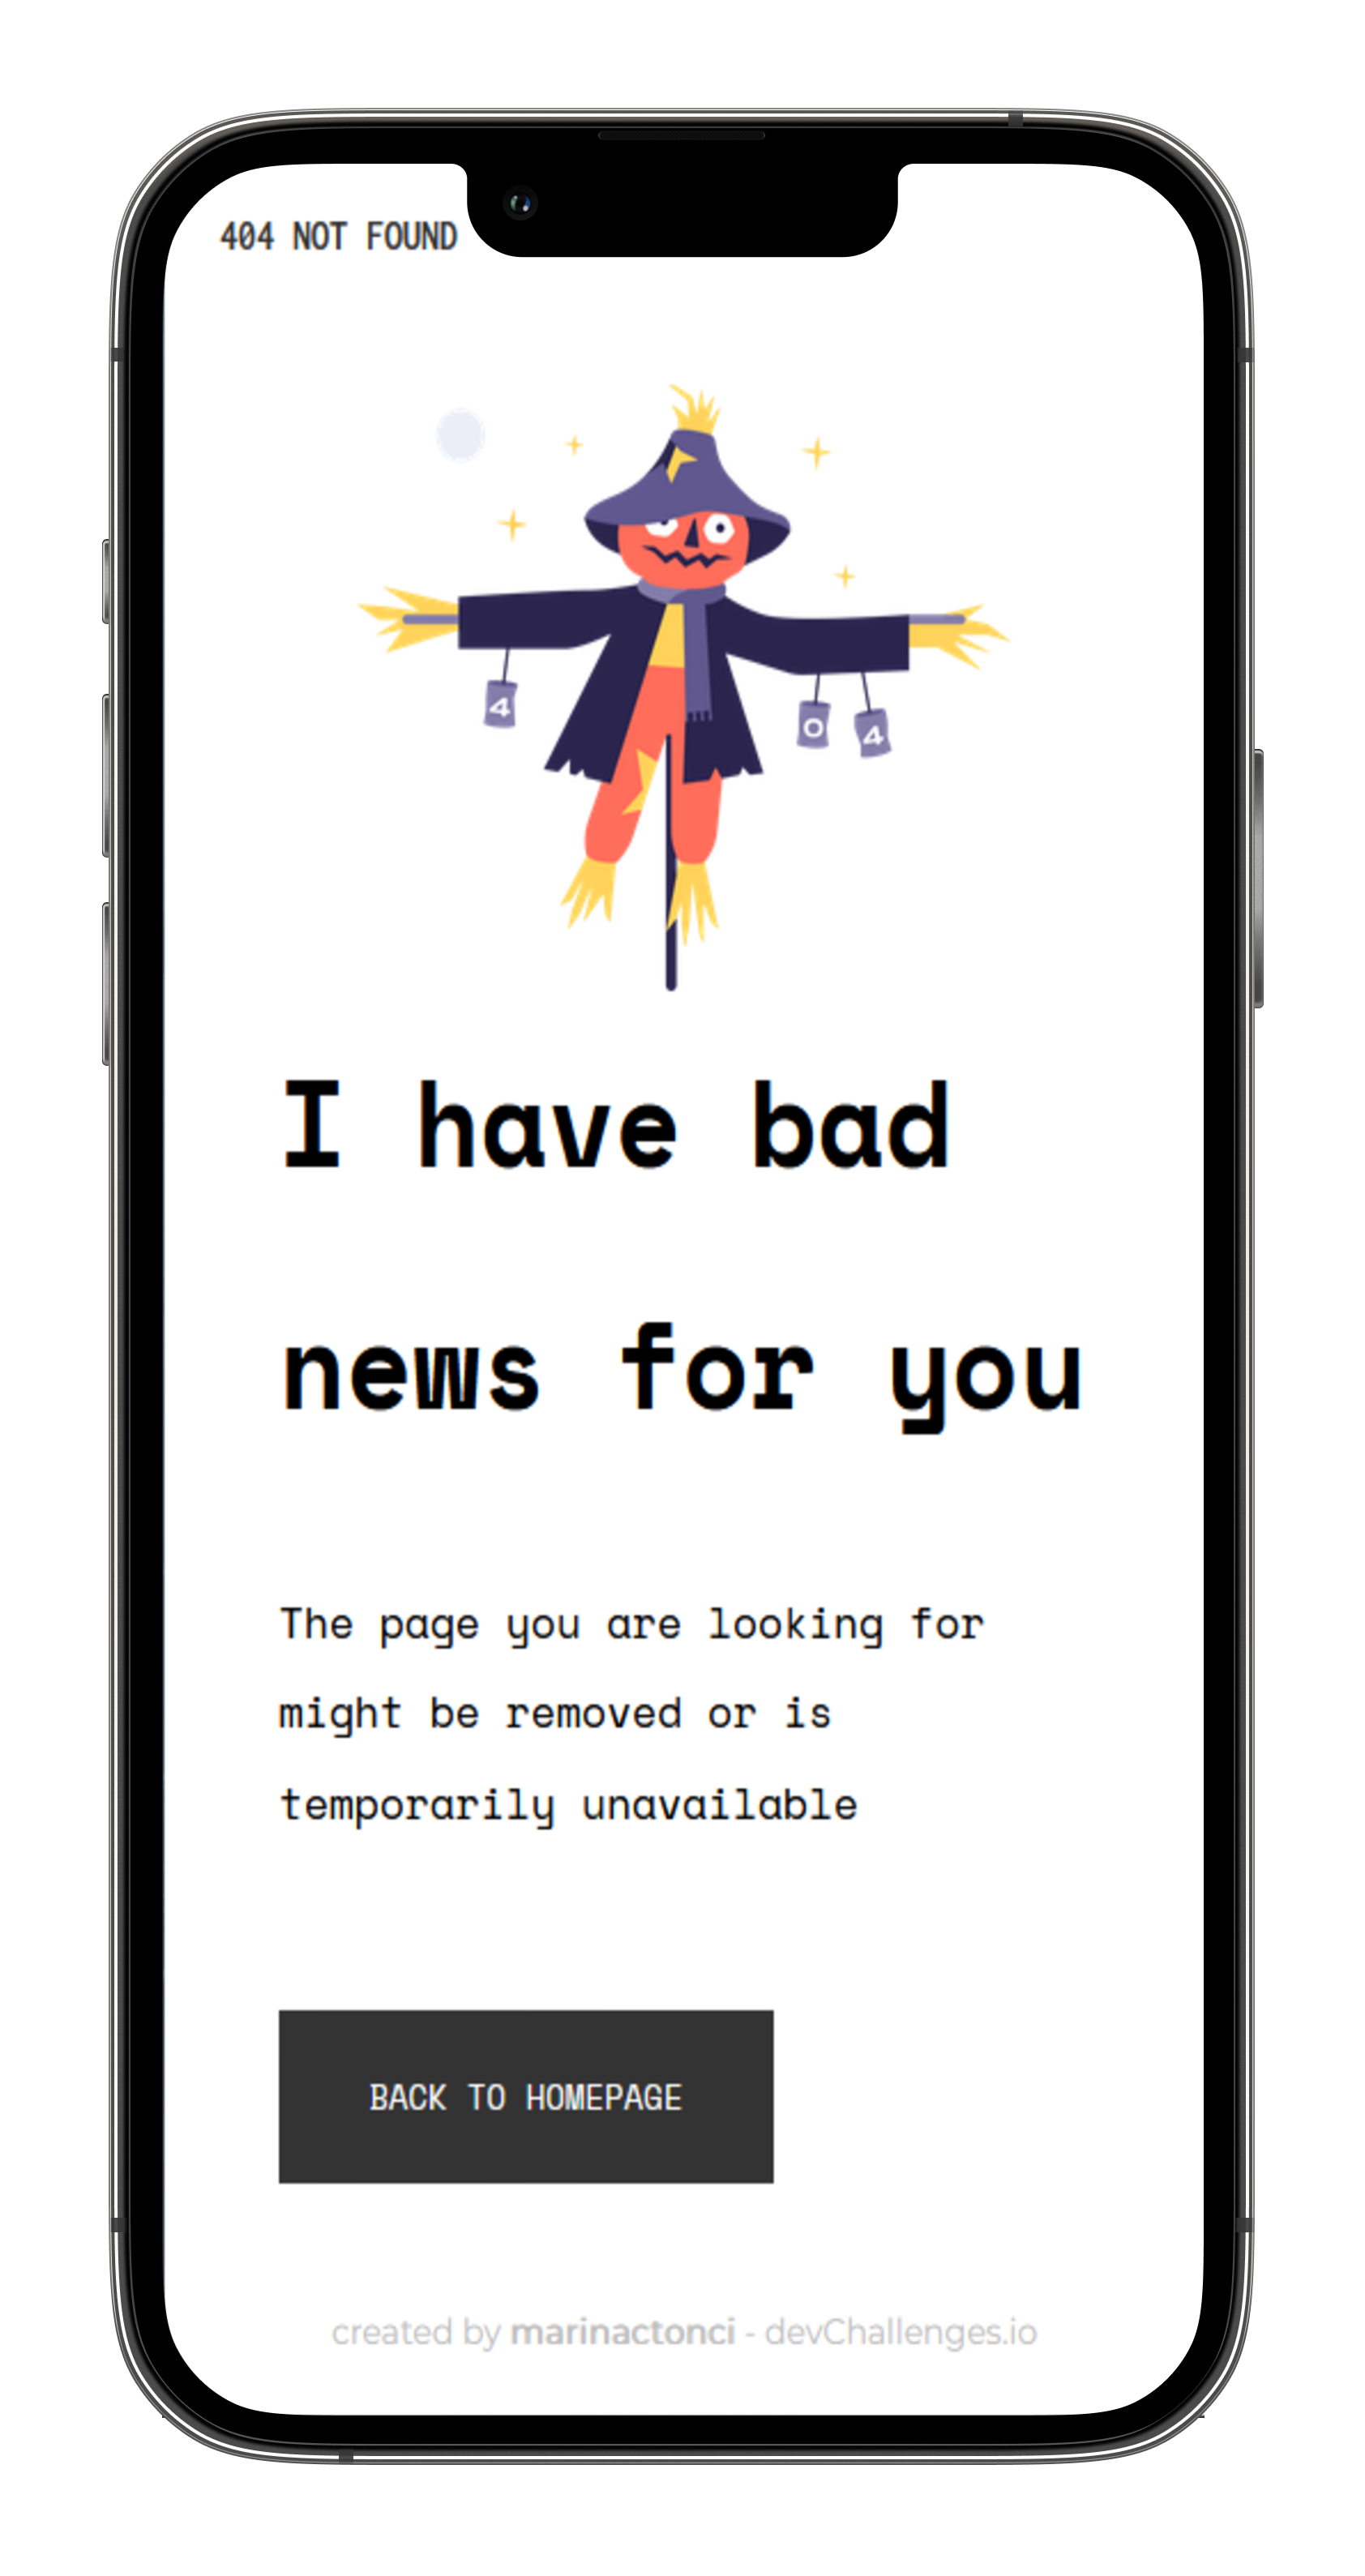 404 NOT FOUND
4
0 4
I have bad
news for you
The page you are looking for
might be removed or is
temporarily unavailable
BACK TO HOMEPAGE
created by marinactonci - devChallenges.io